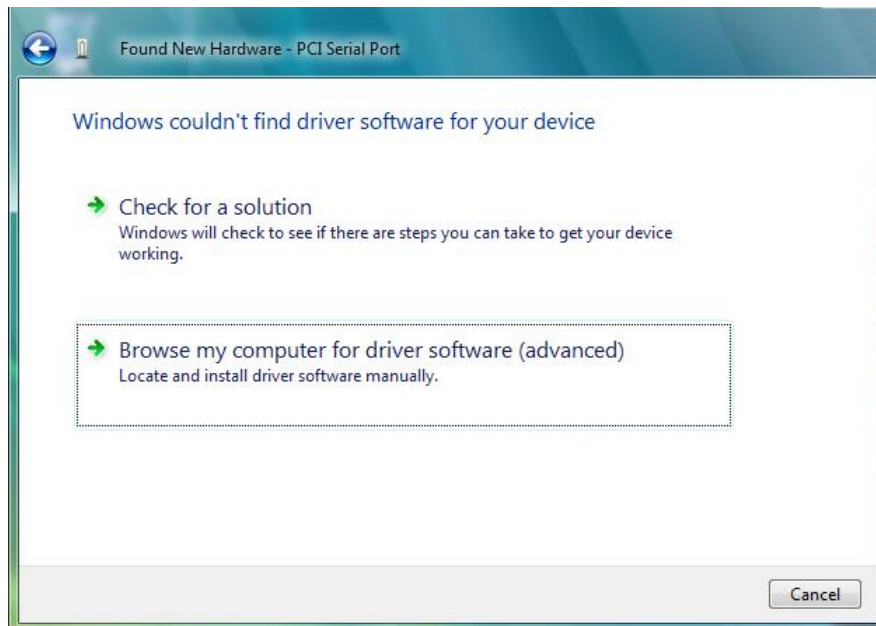 Found New Hardware - PCI Serial Port
Windows couldn't find driver software for your device
Check for a solution
Windows will check to see if there are steps you can take to get your device
working.
Browse my computer for driver software (advanced)
Locate and install driver software manually.
Cancel